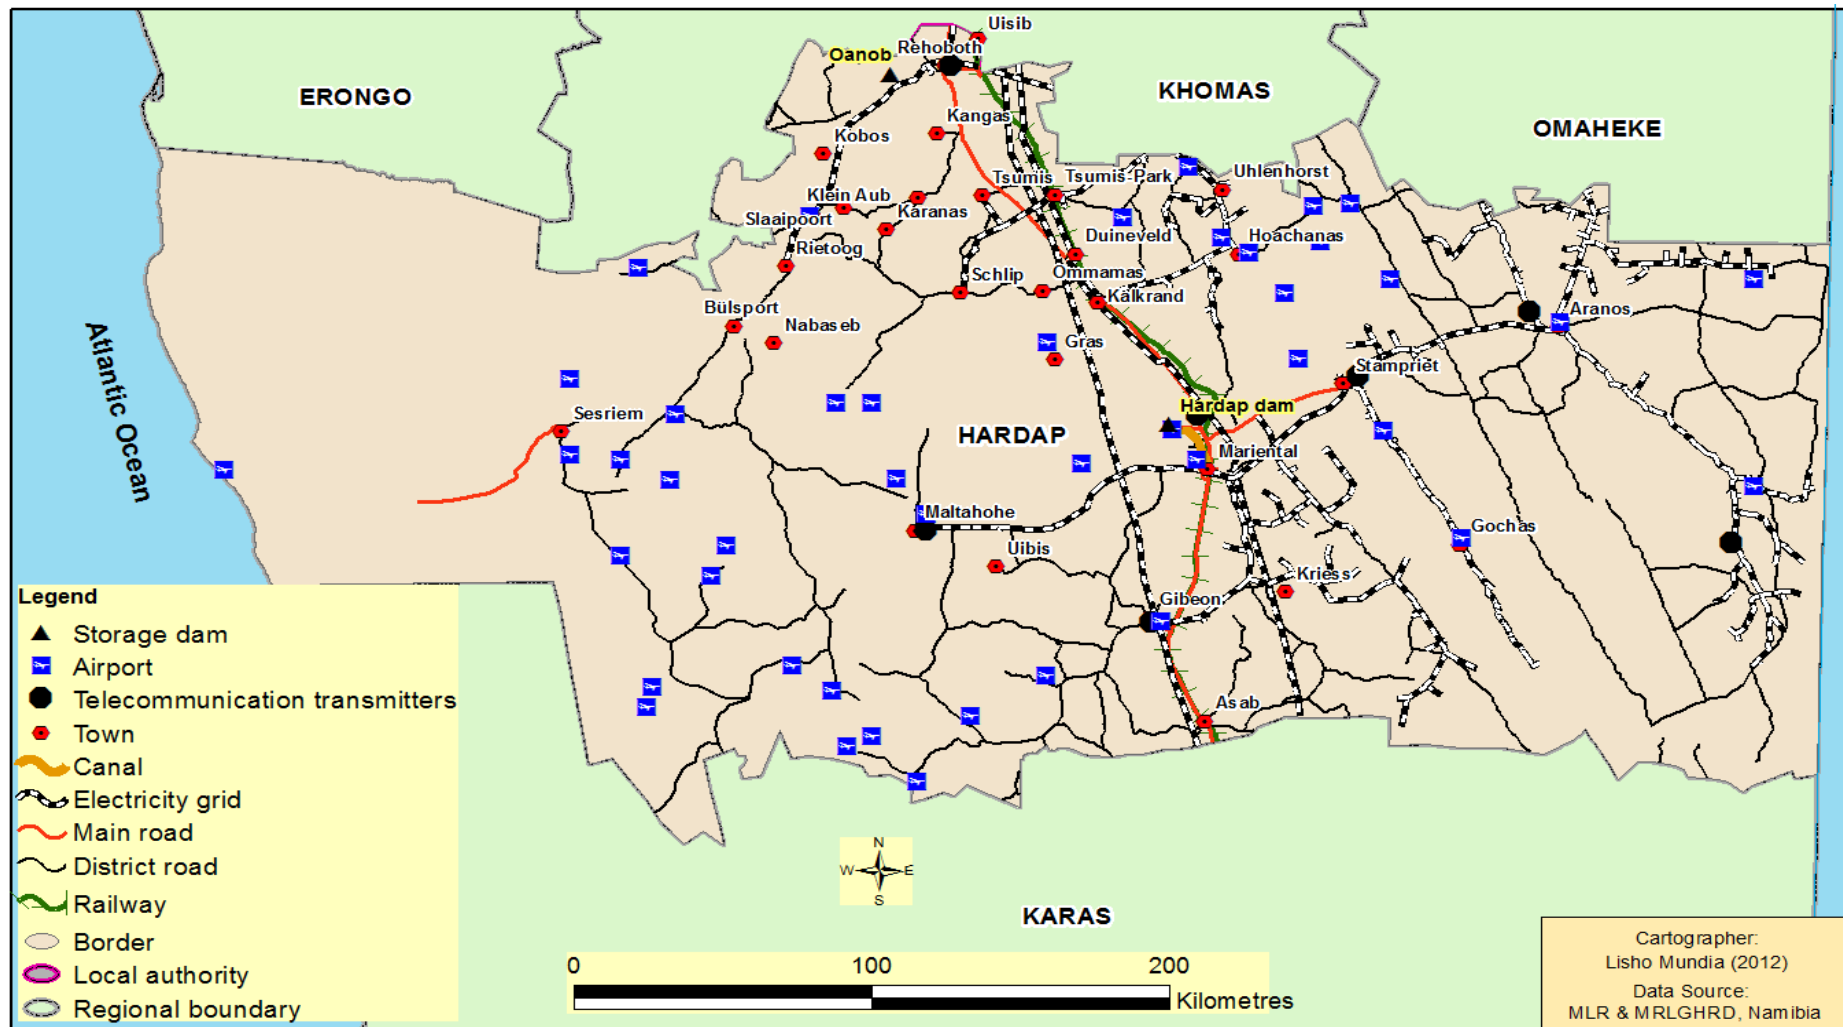 Uisib
Rehoboth
Oanob
ERONGO
KHOMAS
OMAHEKE
Kangas
Kobos
Tsumis
Tsumis-Park
Uhlenhorst
Klein Aub
Karanas
Slaaipoort
Rietoog
Duineveld
Hoachanas
Schlip
Ommamas
Kalkrand
Bülsport
Nabaseb
Aranos
Gras
Stampriet
Atlantic Ocean
Sesriem
Hardap dam
HARDAP
Mariental
Maltahohe
Gochas
Uibis
Kriess
Gibeon
Asab
Legend
Storage dam
Airport
Telecommunication transmitters
Town
Canal
Electricity grid
Main road
District road
Railway
Border
Local authority
Regional boundary
N
W E
S
KARAS
0 100 200
Kilometres
Cartographer:
Lisho Mundia (2012)
Data Source:
MLR & MRLGHRD, Namibia